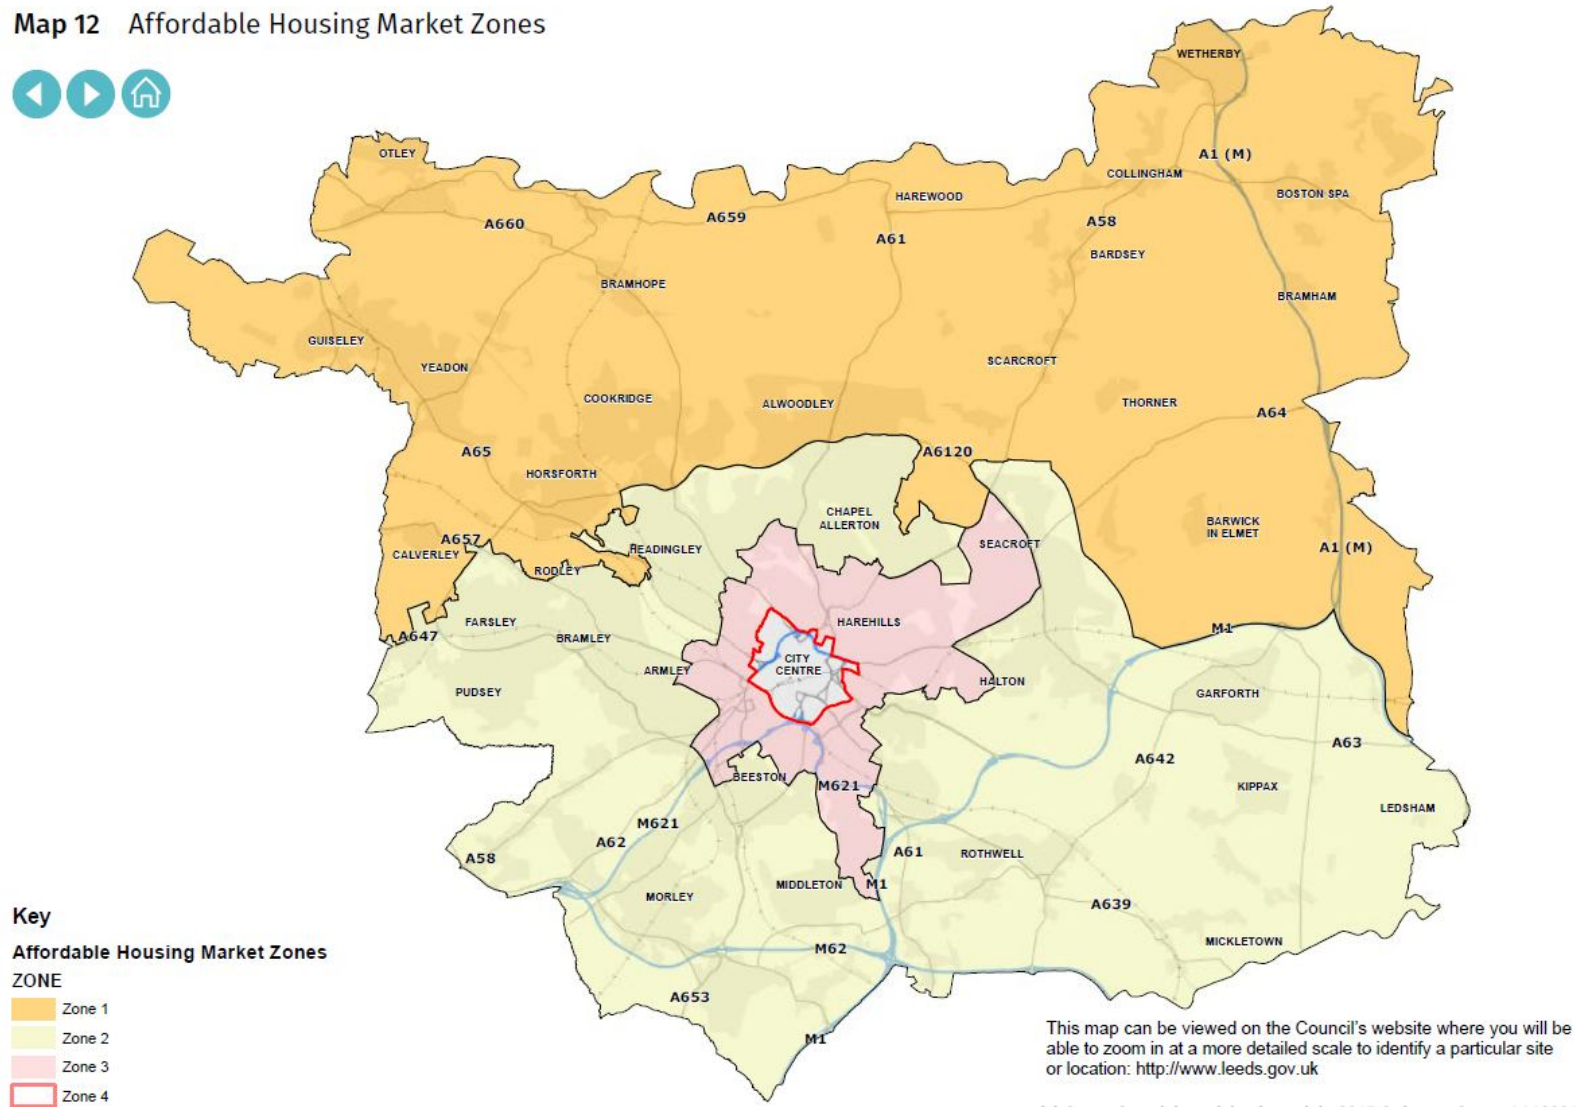 Map 12 Affordable Housing Market Zones
WETHERBY
OTLEY
A1 (M)
COLLINGHAM
BOSTON SPA
HAREWOOD
A660
A659
A58
A61
BARDSEY
BRAMHOPE
BRAMHAM
GUISELEY
YEADON
SCARCROFT
COOKRIDGE
ALWOODLEY
THORNER
A64
A65
A6120
HORSFORTH
CHAPEL
ALLERTON
BARWICK
IN ELMET
A657
CALVERLEY
HEADINGLEY
SEACROFT
A1 (M)
RODLEY
FARSLEY
HAREHILLS
A647
BRAMLEY
M1
CITY
CENTRE
ARMLEY
HALTON
PUDSEY
GARFORTH
A63
A642
BEESTON
M621
KIPPAX
LEDSHAM
M621
A62
A58
A61
ROTHWELL
MORLEY
MIDDLETON
M1
A639
M62
MICKLETOWN
A653
M1
Key
Affordable Housing Market Zones
ZONE
Zone 1
Zone 2
Zone 3
Zone 4
This map can be viewed on the Council's website where you will be
able to zoom in at a more detailed scale to identify a particular site
or location: http://www.leeds.gov.uk